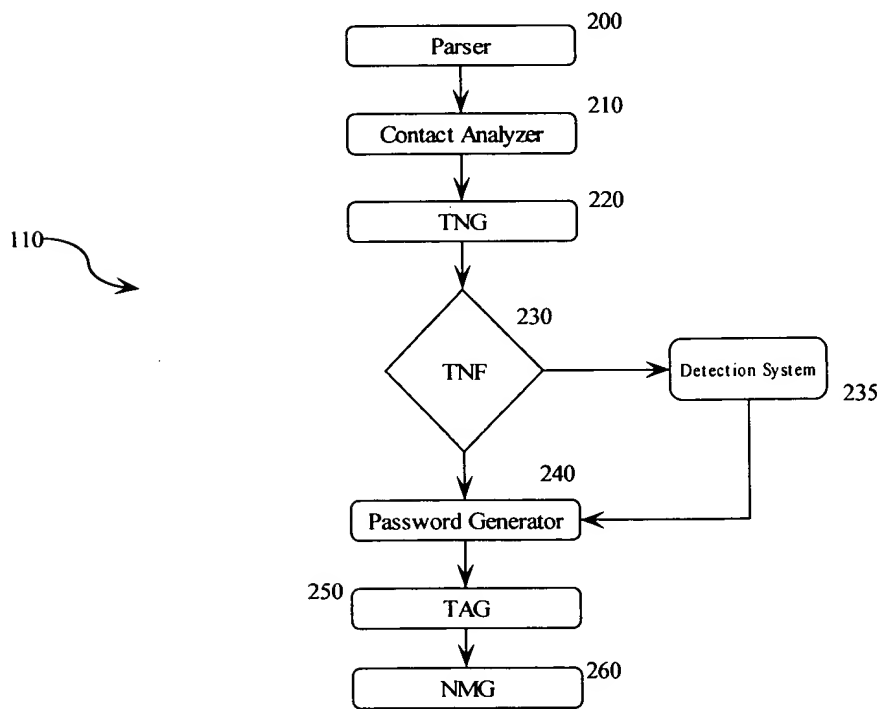 200
Parser
210
Contact Analyzer
220
TNG
110
230
TNF
Detection System
235
240
Password Generator
250
TAG
260
NMG